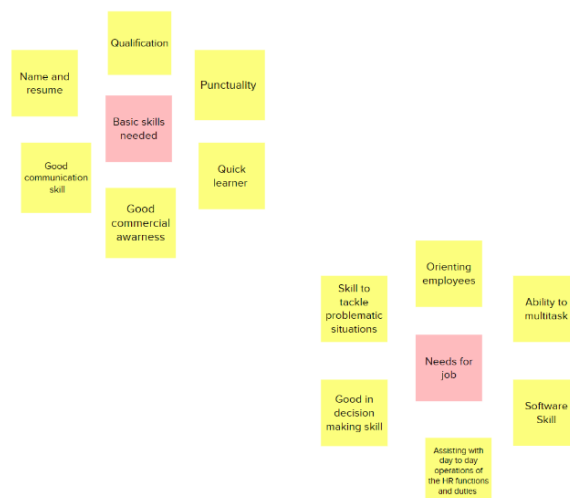 Qualification
Name and
resume
Punctuality
Basic skills
needed
Good
communication
skill
Quick
learner
Good
commercial
awarness
Orienting
employees
Skill to
tackle
problematic
situations
Ability to
multitask
Needs for
job
Good in
decision
making skill
Software
Skill
Assisting with
day to day
operations of
the HR functions
and duties